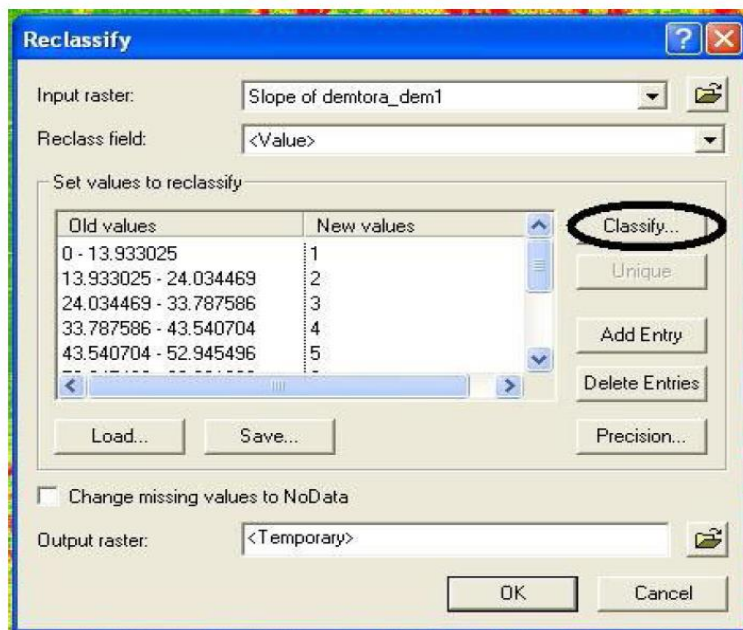 Reclassify
Input raster: Slope of demtora_dem1
Reclass field: <Value>
Set values to reclassify
Old values New values
0 - 13.933025 1
13.933025 - 24.034469 2
24.034469 - 33.787586 3
33.787586 - 43.540704 4
43.540704 - 52.945496 5
Classify...
Unique
Add Entry
Delete Entries
Load... Save... Precision...
Change missing values to NoData
Output raster: <Temporary>
OK Cancel